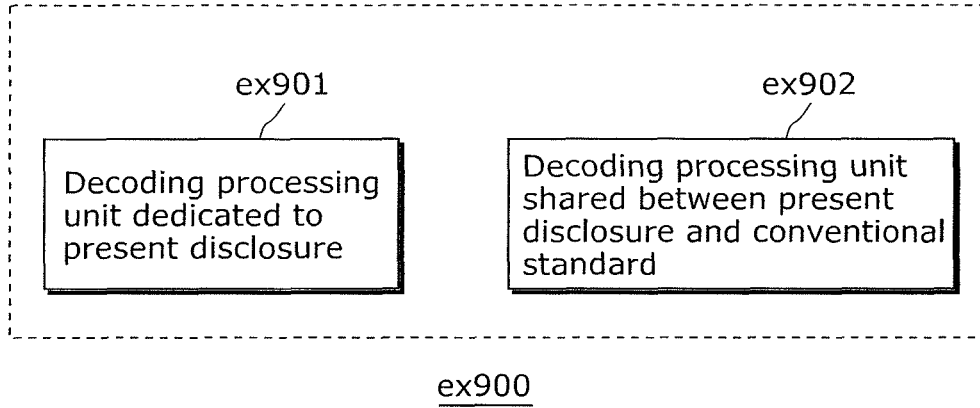 ex901
ex902
Decoding processing
unit dedicated to
present disclosure
Decoding processing unit
shared between present
disclosure and conventional
standard
ex900